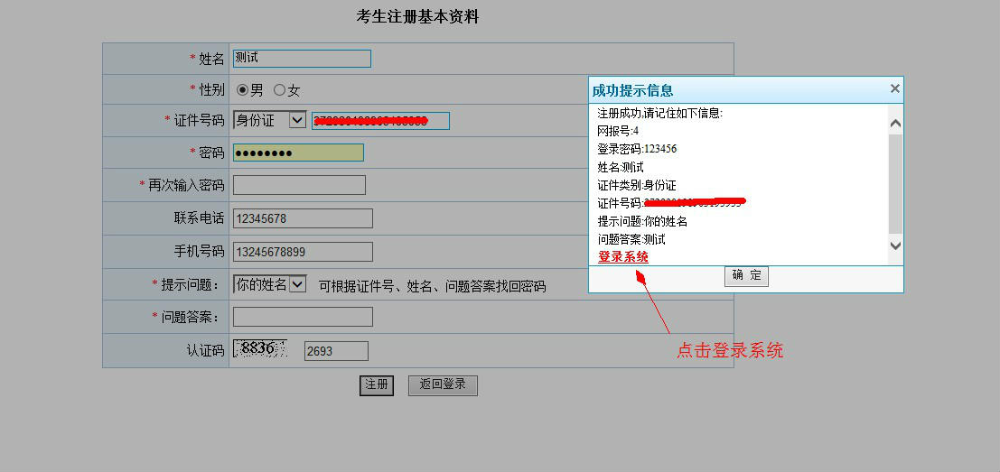 考生注册基本资料
* 姓名 测试
* 性别 男 女
* 证件号码 身份证
* 密码 ●●●●●●●●
* 再次输入密码
联系电话 12345678
手机号码 13245678899
* 提示问题： 你的姓名 可根据证件号、姓名、问题答案找回密码
* 问题答案：
认证码 8836 2693
注册 返回登录
成功提示信息 ×
注册成功,请记住如下信息:
网报号:4
登录密码:123456
姓名:测试
证件类别:身份证
证件号码:
提示问题:你的姓名
问题答案:测试
登录系统
确 定
点击登录系统